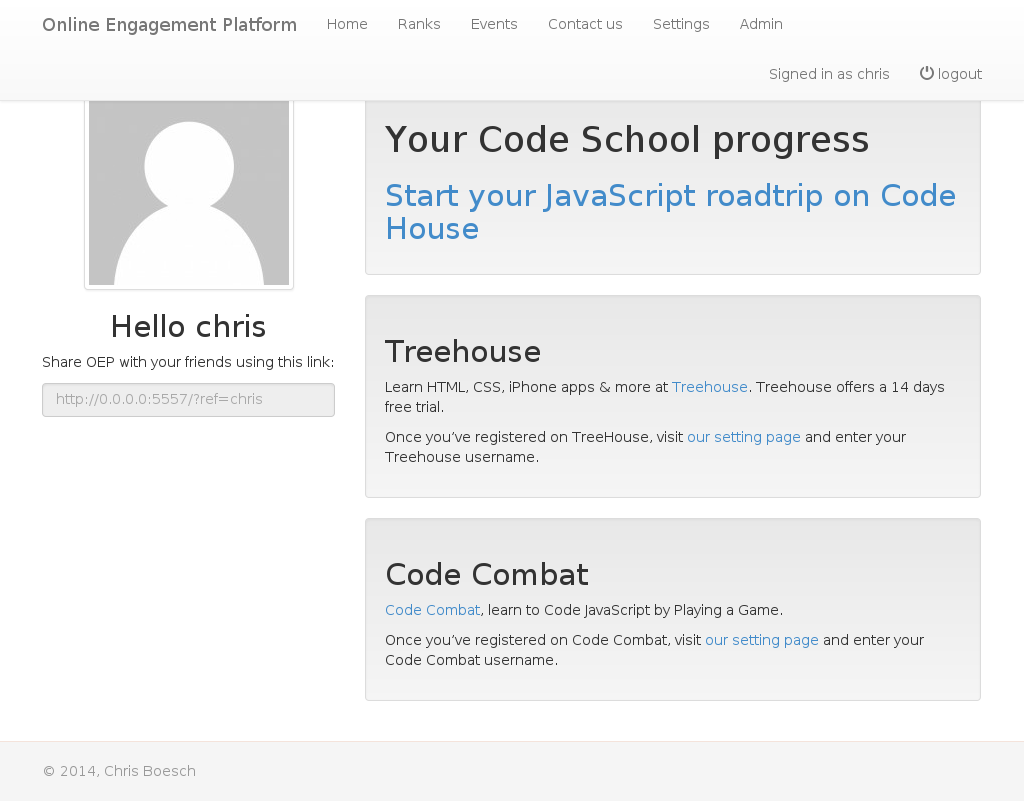 Online Engagement Platform Home Ranks Events Contact us Settings Admin
Signed in as chris logout
Your Code School progress
Start your JavaScript roadtrip on Code
House
Hello chris
Share OEP with your friends using this link:
http://0.0.0.0:5557/?ref=chris
Treehouse
Learn HTML, CSS, iPhone apps & more at Treehouse. Treehouse offers a 14 days
free trial.
Once you’ve registered on TreeHouse, visit our setting page and enter your
Treehouse username.
Code Combat
Code Combat, learn to Code JavaScript by Playing a Game.
Once you’ve registered on Code Combat, visit our setting page and enter your
Code Combat username.
© 2014, Chris Boesch